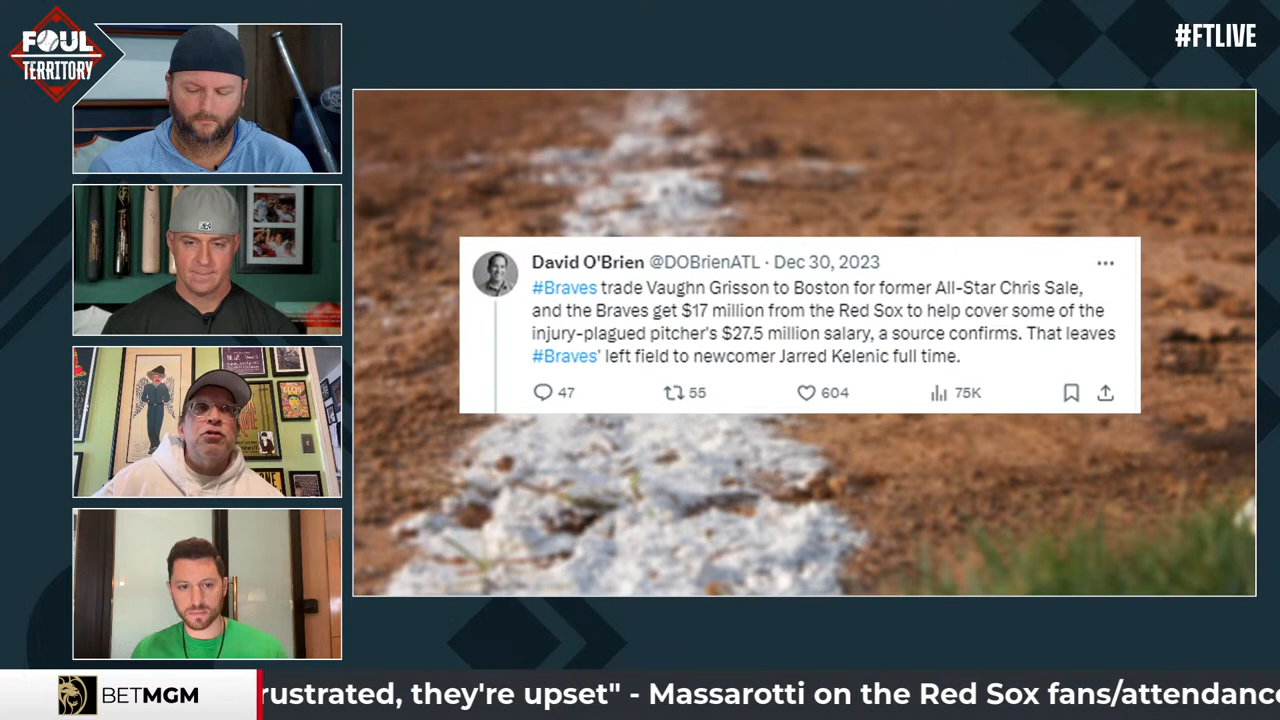 FOUL
TERRITORY
#FTLIVE
David O'Brien @DOBrienATL · Dec 30, 2023
#Braves trade Vaughn Grisson to Boston for former All-Star Chris Sale,
and the Braves get $17 million from the Red Sox to help cover some of the
injury-plagued pitcher's $27.5 million salary, a source confirms. That leaves
#Braves' left field to newcomer Jarred Kelenic full time.
47 55 604 75K
BETMGM
rustrated, they're upset" - Massarotti on the Red Sox fans/attendance